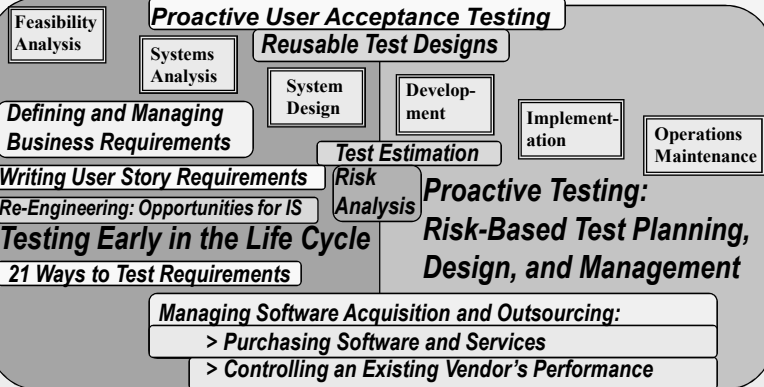 Proactive User Acceptance Testing
Feasibility
Analysis
Reusable Test Designs
Systems
Analysis
System
Design
Develop-
ment
Implement-
ation
Operations
Maintenance
Defining and Managing
Business Requirements
Test Estimation
Writing User Story Requirements
Risk
Analysis
Re-Engineering: Opportunities for IS
Testing Early in the Life Cycle
21 Ways to Test Requirements
Proactive Testing:
Risk-Based Test Planning,
Design, and Management
Managing Software Acquisition and Outsourcing:
> Purchasing Software and Services
> Controlling an Existing Vendor's Performance